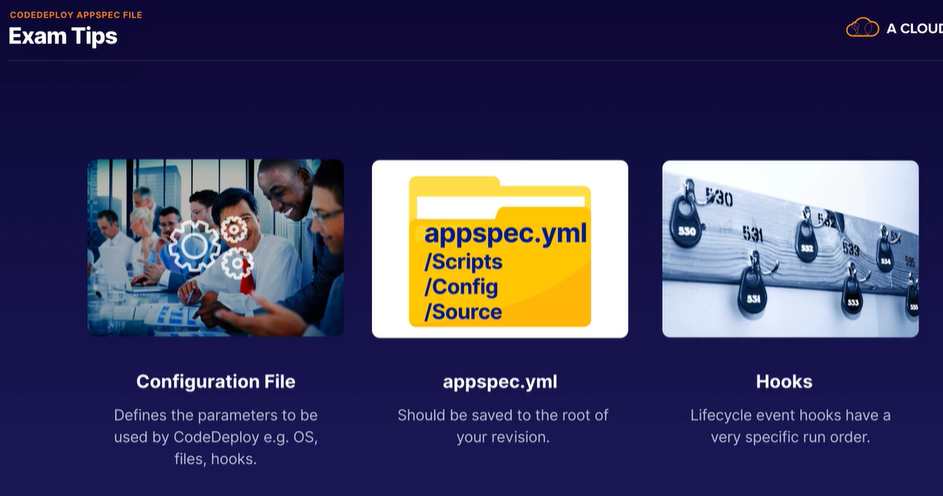 CODEDEPLOY APPSPEC FILE
Exam Tips
A CLOUD
appspec.yml
/Scripts
/Config
/Source
530
530
531
531
532
532
533
533
534
535
Configuration File
Defines the parameters to be
used by CodeDeploy e.g. OS,
files, hooks.
appspec.yml
Should be saved to the root of
your revision.
Hooks
Lifecycle event hooks have a
very specific run order.